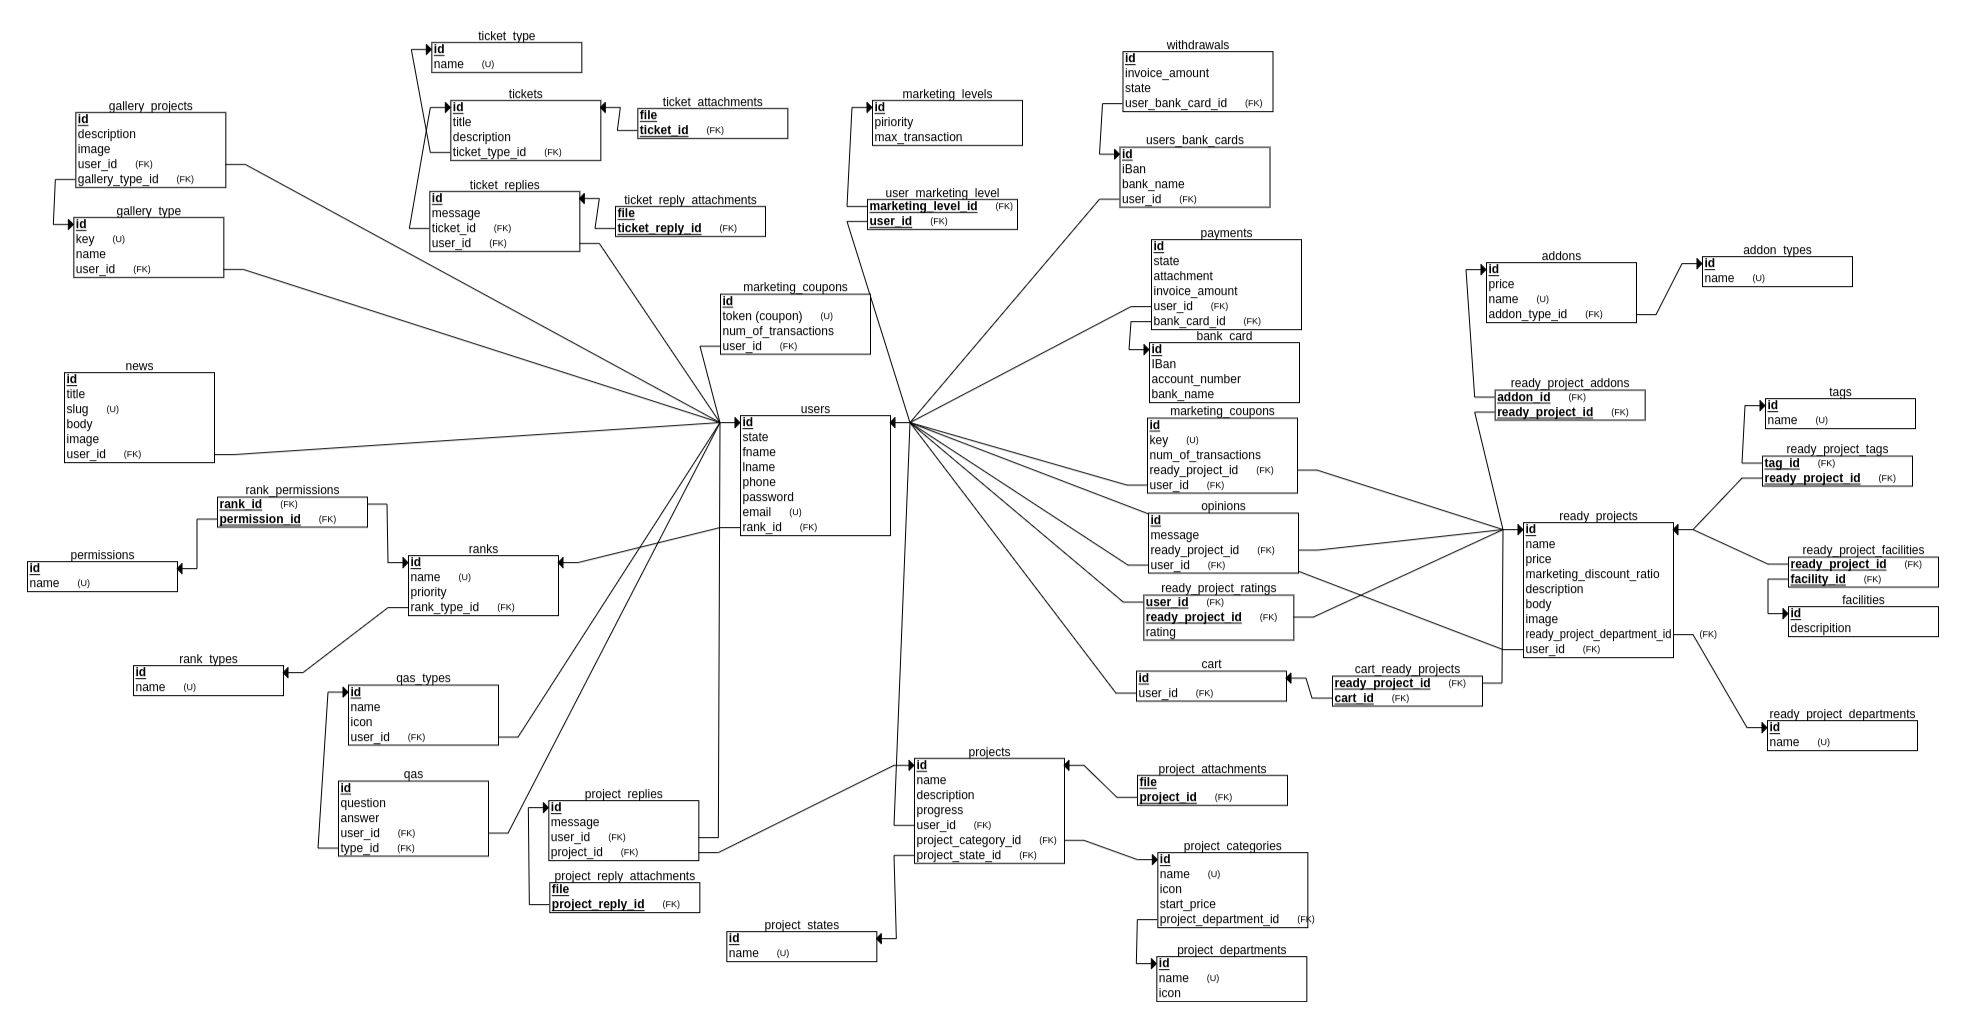 ticket_type
id
name (U)
tickets
id
title
description
ticket_type_id (FK)
ticket_attachments
file
ticket_id (FK)
ticket_replies
id
message
ticket_id (FK)
user_id (FK)
ticket_reply_attachments
file
ticket_reply_id (FK)
gallery_projects
id
description
image
user_id (FK)
gallery_type_id (FK)
gallery_type
id
key (U)
name
user_id (FK)
marketing_levels
id
piriority
max_transaction
user_marketing_level
marketing_level_id (FK)
user_id (FK)
marketing_coupons
id
token (coupon) (U)
num_of_transactions
user_id (FK)
withdrawals
id
invoice_amount
state
user_bank_card_id (FK)
users_bank_cards
id
iBan
bank_name
user_id (FK)
payments
id
state
attachment
invoice_amount
user_id (FK)
bank_card_id (FK)
bank_card
id
IBan
account_number
bank_name
marketing_coupons
id
key (U)
num_of_transactions
ready_project_id (FK)
user_id (FK)
opinions
id
message
ready_project_id (FK)
user_id (FK)
ready_project_ratings
user_id (FK)
ready_project_id (FK)
rating
cart
id
user_id (FK)
cart_ready_projects
ready_project_id (FK)
cart_id (FK)
addons
id
price
name (U)
addon_type_id (FK)
addon_types
id
name (U)
ready_project_addons
addon_id (FK)
ready_project_id (FK)
tags
id
name (U)
ready_project_tags
tag_id (FK)
ready_project_id (FK)
ready_projects
id
name
price
marketing_discount_ratio
description
body
image
ready_project_department_id (FK)
user_id (FK)
ready_project_facilities
ready_project_id (FK)
facility_id (FK)
facilities
id
descripition
ready_project_departments
id
name (U)
news
id
title
slug (U)
body
image
user_id (FK)
users
id
state
fname
lname
phone
password
email (U)
rank_id (FK)
rank_permissions
rank_id (FK)
permission_id (FK)
permissions
id
name (U)
ranks
id
name (U)
priority
rank_type_id (FK)
rank_types
id
name (U)
qas_types
id
name
icon
user_id (FK)
qas
id
question
answer
user_id (FK)
type_id (FK)
project_replies
id
message
user_id (FK)
project_id (FK)
project_reply_attachments
file
project_reply_id (FK)
projects
id
name
description
progress
user_id (FK)
project_category_id (FK)
project_state_id (FK)
project_attachments
file
project_id (FK)
project_states
id
name (U)
project_categories
id
name (U)
icon
start_price
project_department_id (FK)
project_departments
id
name (U)
icon